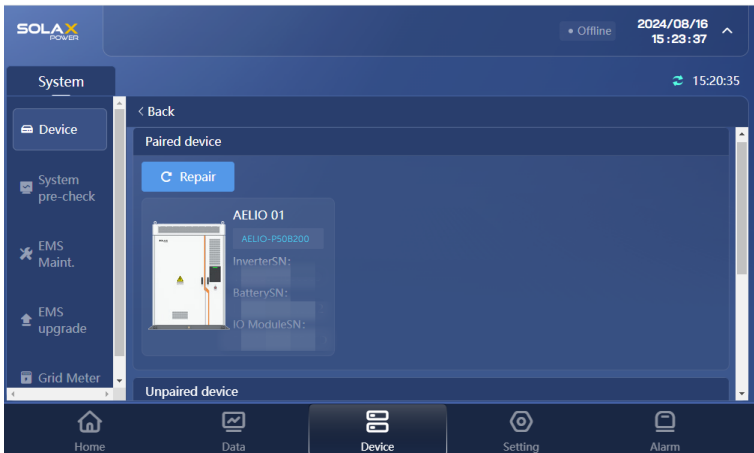 SOLAX
POWER
Offline
2024/08/16
15:23:37
System
15:20:35
Device
< Back
Paired device
Repair
System
pre-check
AELIO 01
AELIO-P50B200
InverterSN:
EMS
Maint.
BatterySN:
IO ModuleSN:
EMS
upgrade
Grid Meter
Unpaired device
Home
Data
Device
Setting
Alarm